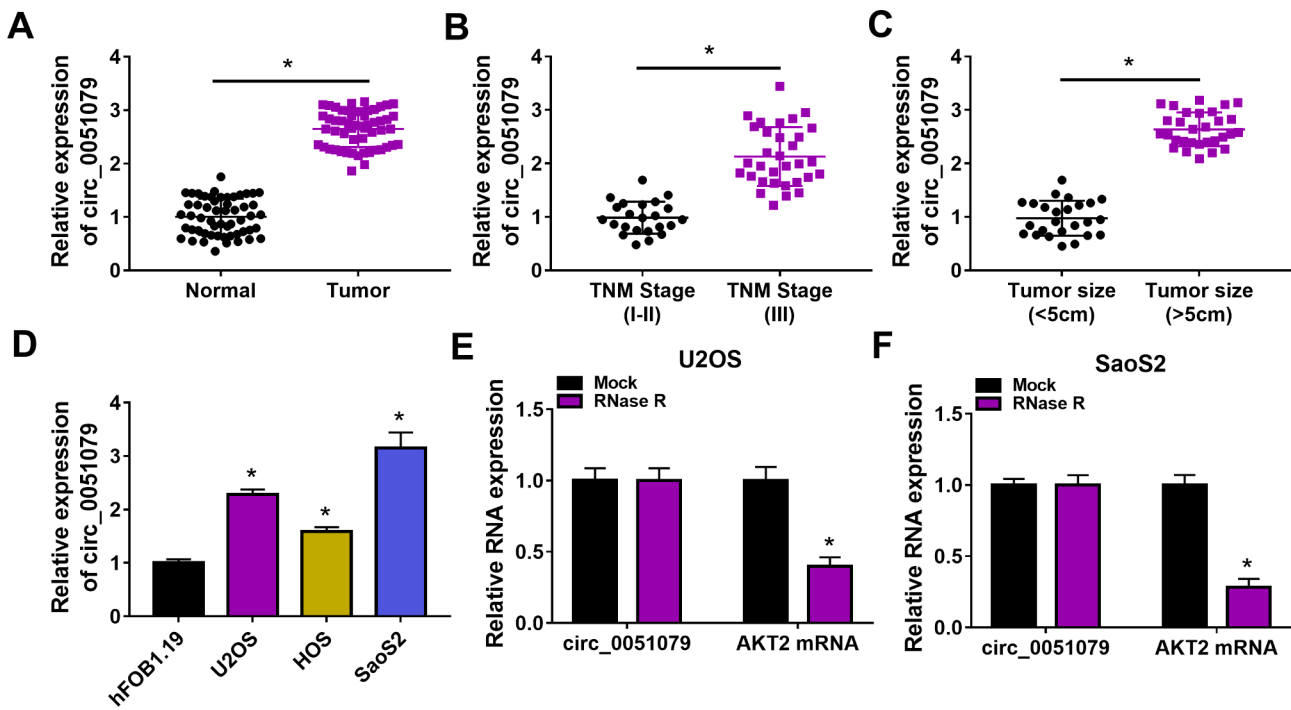 A
Relative expression
of circ_0051079
4
3
2
1
0
*
Normal
Tumor
B
Relative expression
of circ_0051079
4
3
2
1
0
*
TNM Stage
(I-II)
TNM Stage
(III)
C
Relative expression
of circ_0051079
4
3
2
1
0
*
Tumor size
(<5cm)
Tumor size
(>5cm)
D
Relative expression
of circ_0051079
4
3
2
1
0
*
*
*
hFOB1.19
U2OS
HOS
SaoS2
E
U2OS
Mock
RNase R
Relative RNA expression
1.5
1.0
0.5
0.0
*
circ_0051079
AKT2 mRNA
F
SaoS2
Mock
RNase R
Relative RNA expression
1.5
1.0
0.5
0.0
*
circ_0051079
AKT2 mRNA